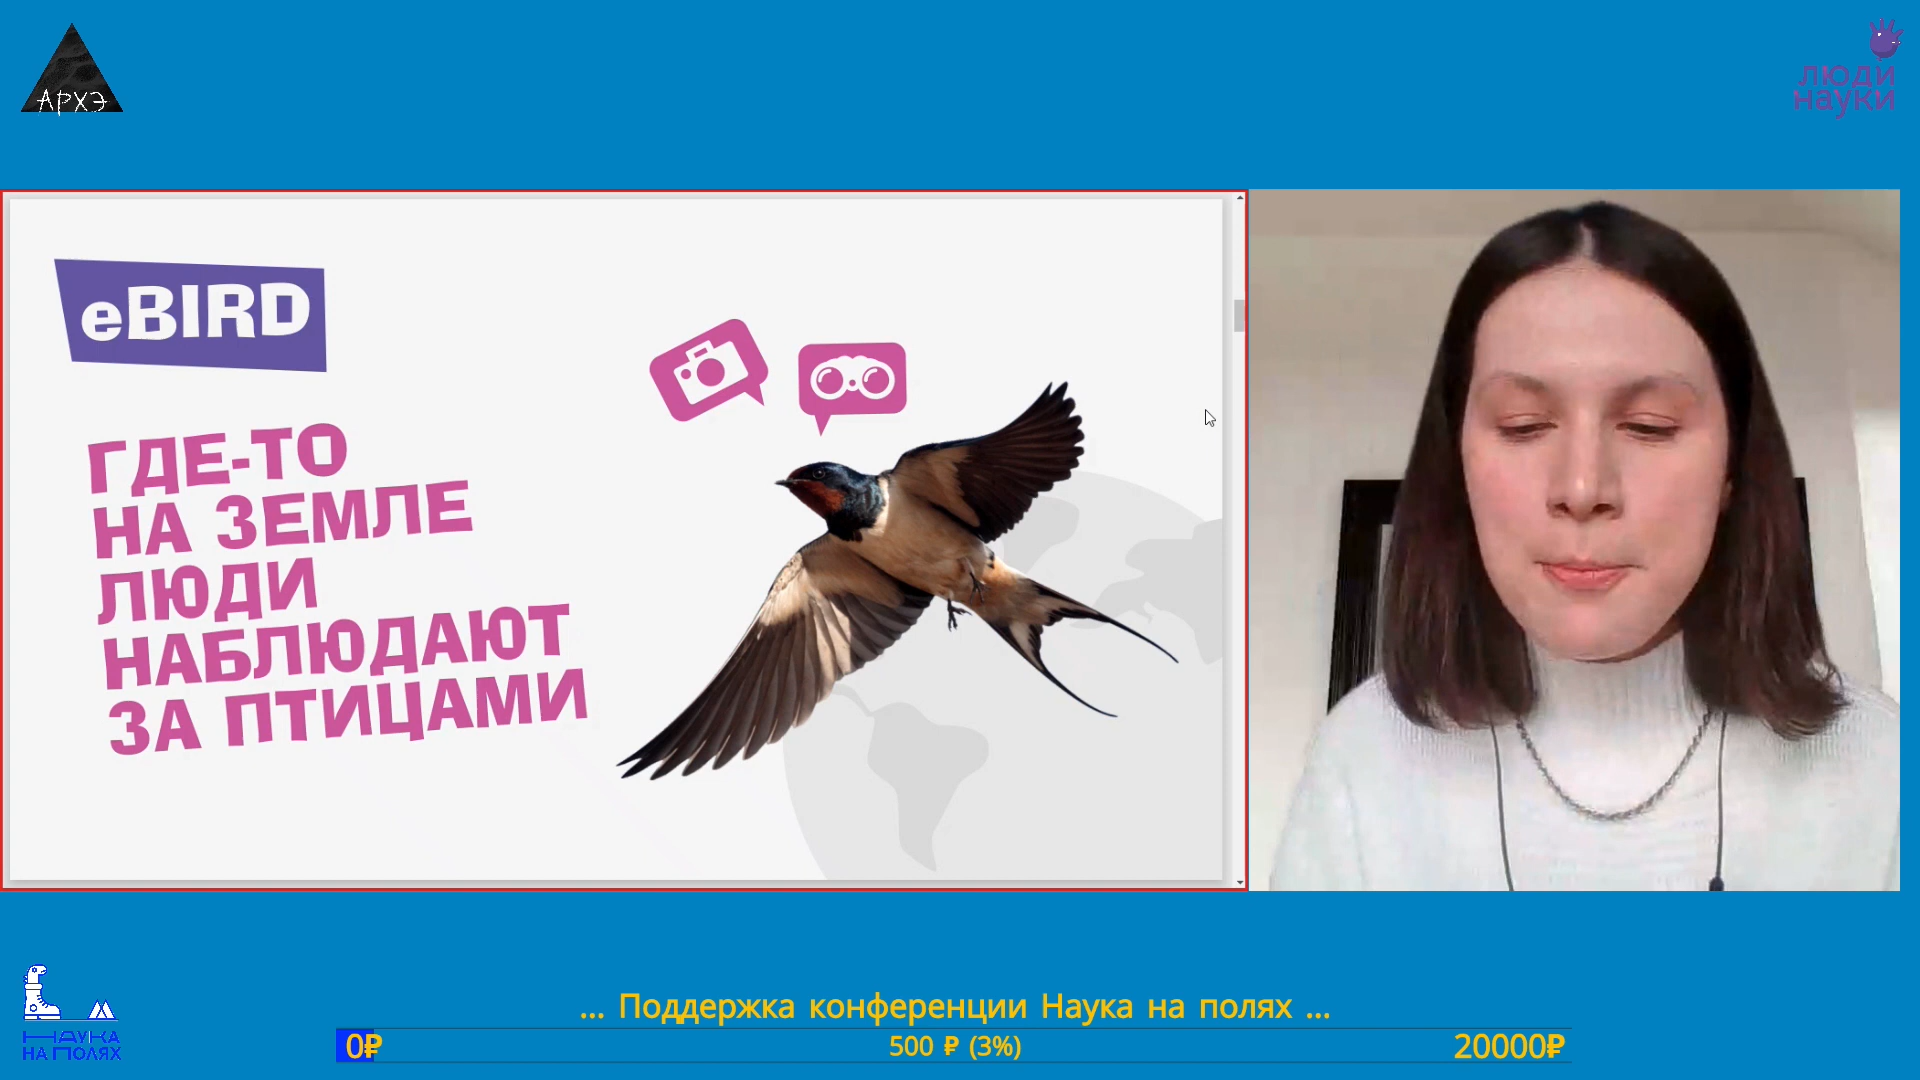 АРХЭ
люди
науки
eBIRD
ГДЕ-ТО
НА ЗЕМЛЕ
ЛЮДИ
НАБЛЮДАЮТ
ЗА ПТИЦАМИ
НАУКА
НА ПОЛЯХ
... Поддержка конференции Наука на полях ...
0₽
500 ₽ (3%)
20000₽